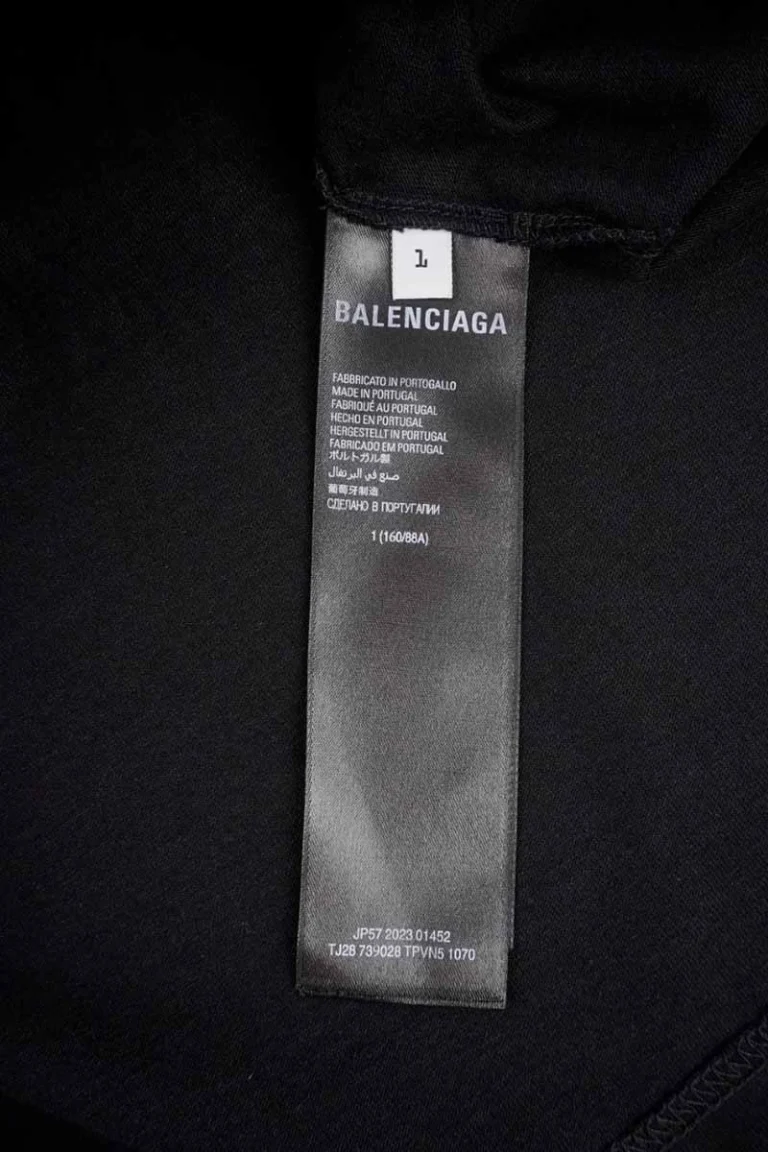 1
BALENCIAGA
FABBRICATO IN PORTOGALLO
MADE IN PORTUGAL
FABRIQUÉ AU PORTUGAL
HECHO EN PORTUGAL
HERGESTELLT IN PORTUGAL
FABRICADO EM PORTUGAL
ポルトガル製
صنع في البرتغال
葡萄牙制造
СДЕЛАНО В ПОРТУГАЛИИ
1 (160/88A)
JP57 2023 01452
TJ28 739028 TPVN5 1070